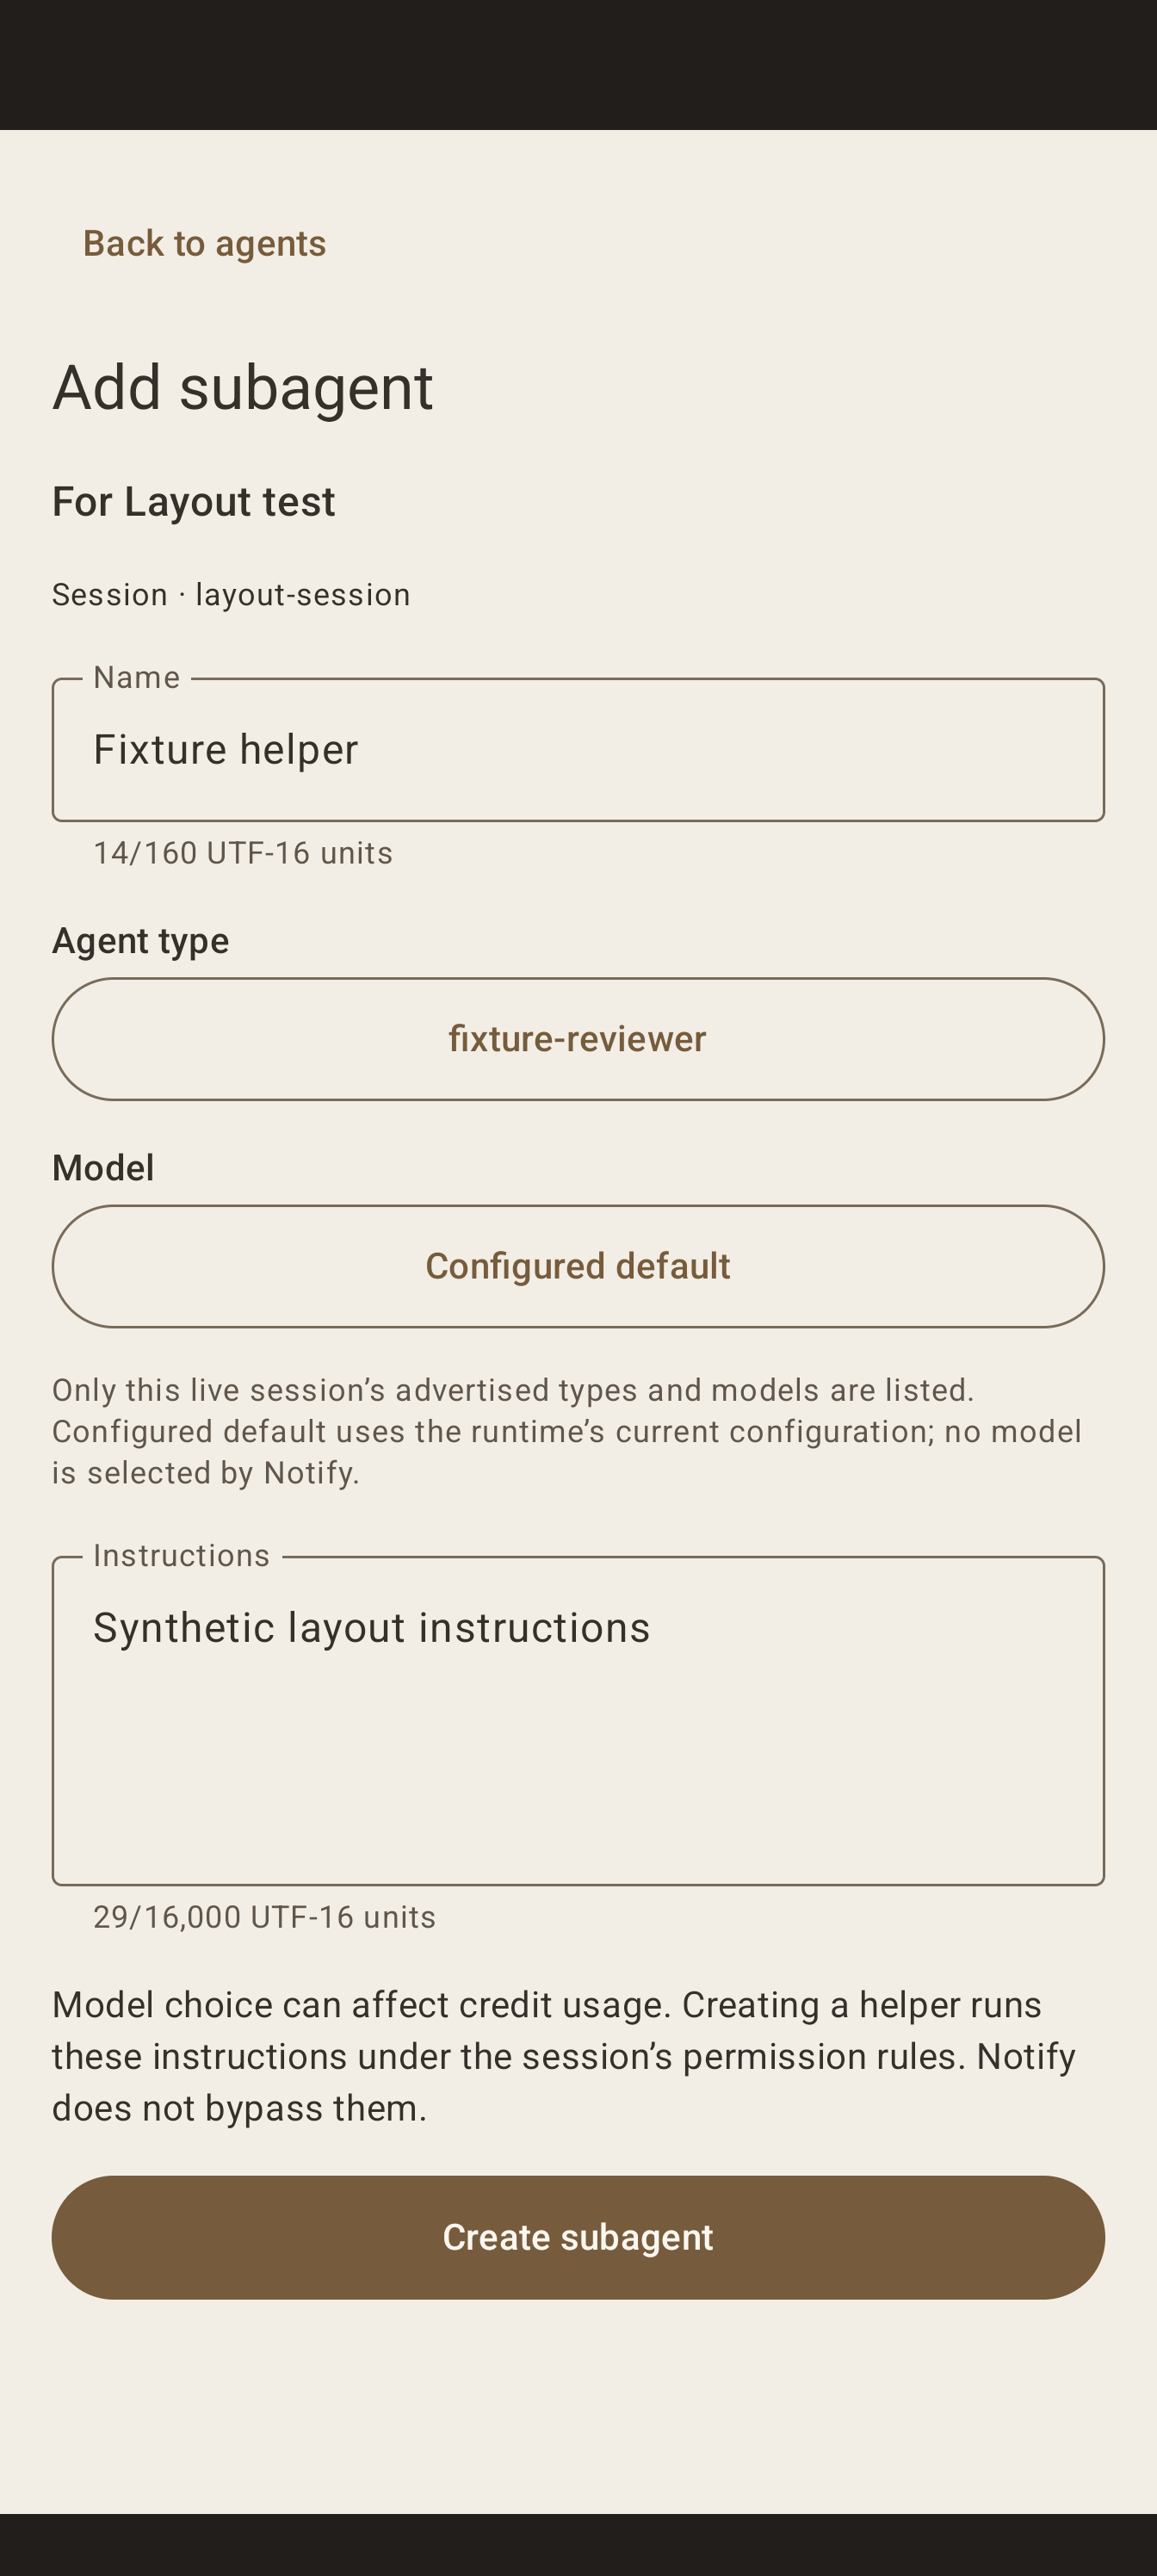 Back to agents
Add subagent
For Layout test
Session · layout-session
Name
Fixture helper
14/160 UTF-16 units
Agent type
fixture-reviewer
Model
Configured default
Only this live session’s advertised types and models are listed.
Configured default uses the runtime’s current configuration; no model
is selected by Notify.
Instructions
Synthetic layout instructions
29/16,000 UTF-16 units
Model choice can affect credit usage. Creating a helper runs
these instructions under the session’s permission rules. Notify
does not bypass them.
Create subagent